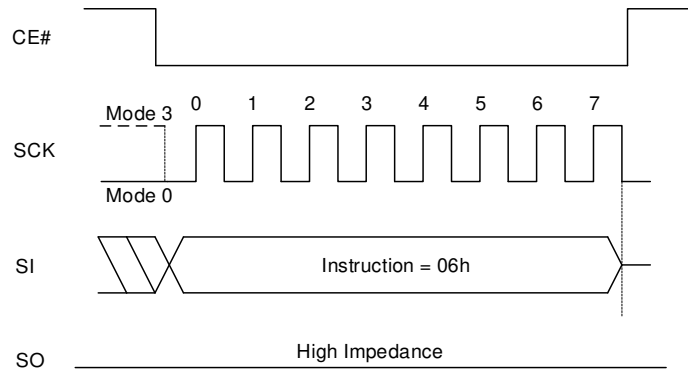 CE#
Mode 3
0 1 2 3 4 5 6 7
SCK
Mode 0
SI
Instruction = 06h
SO
High Impedance